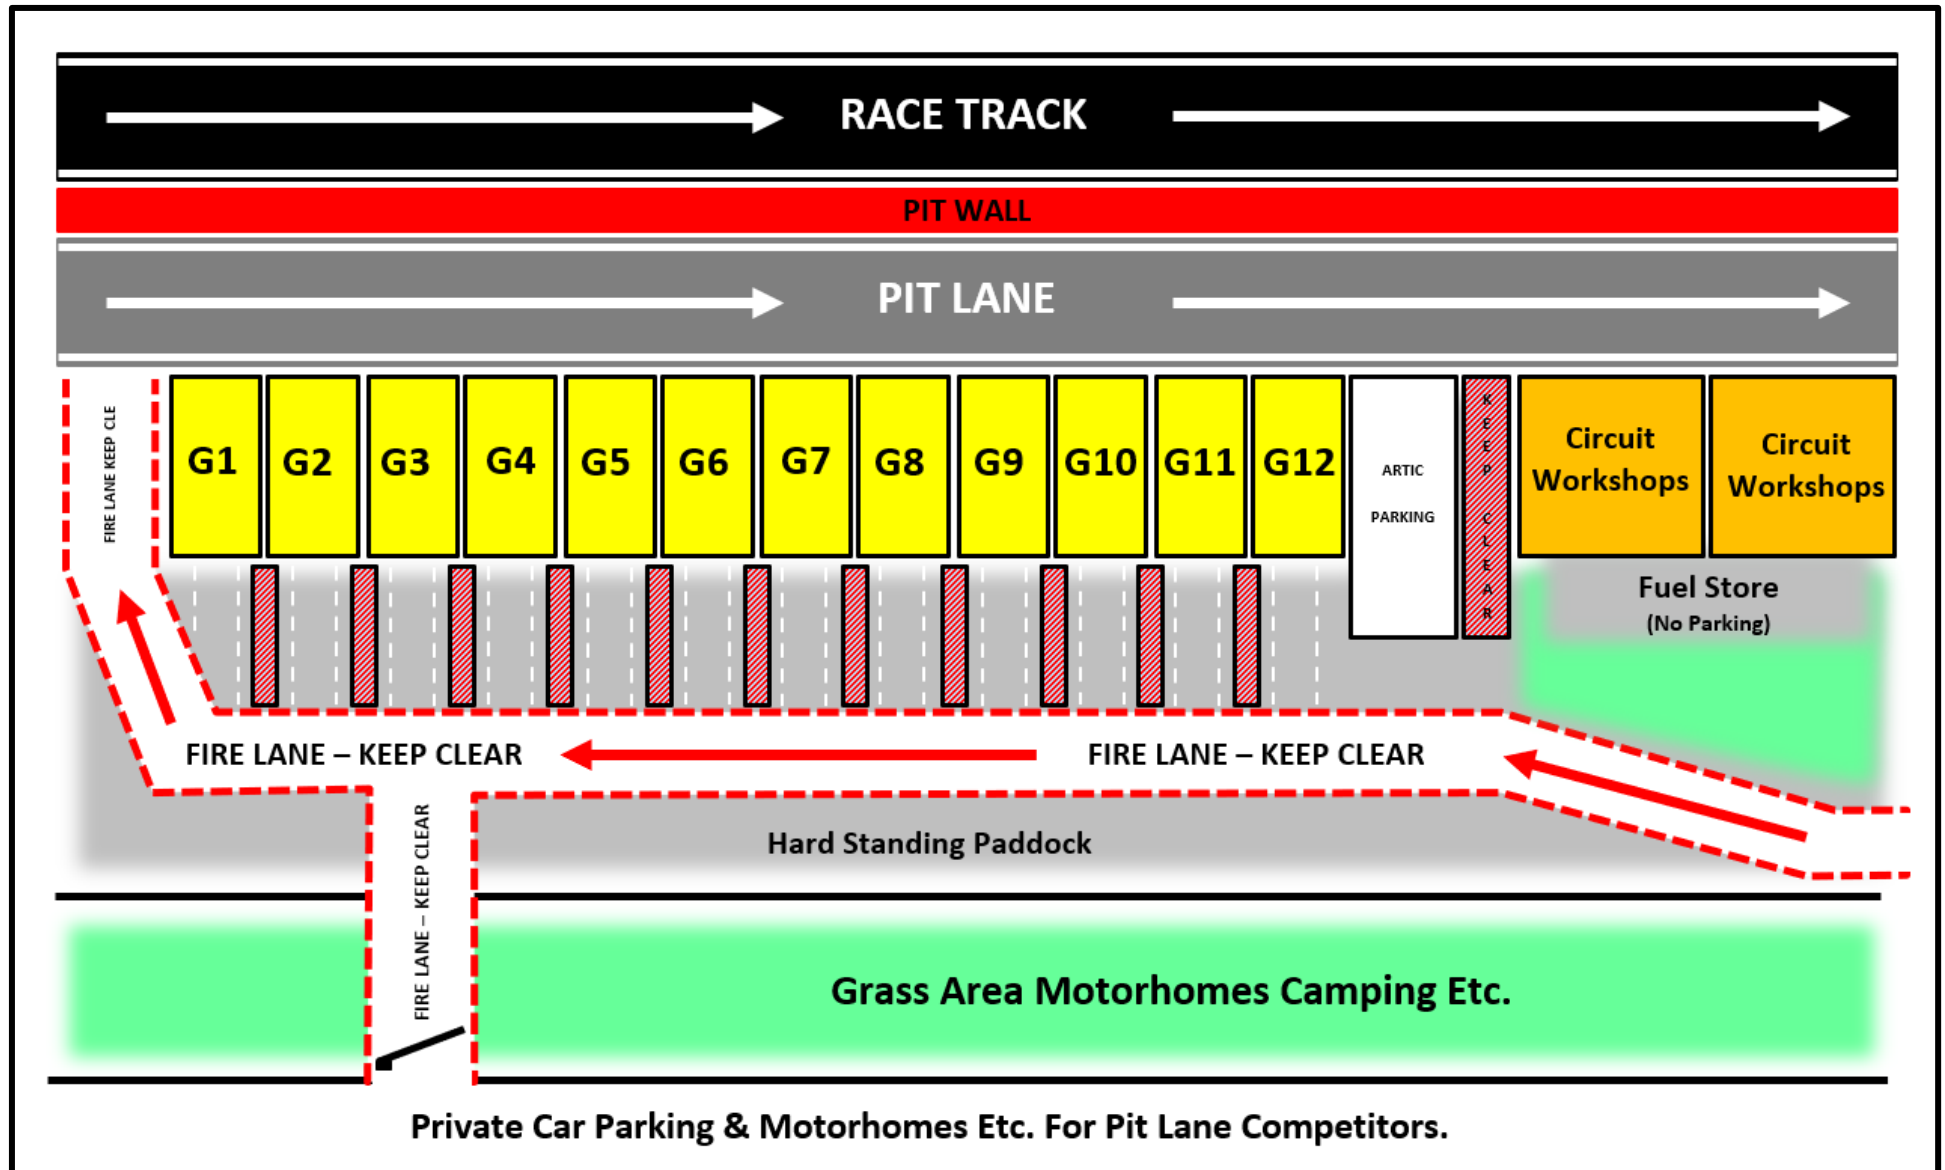 RACE TRACK
PIT WALL
PIT LANE
FIRE LANE KEEP CLE
G1
G2
G3
G4
G5
G6
G7
G8
G9
G10
G11
G12
ARTIC
PARKING
KEEP CLEAR
Circuit
Workshops
Circuit
Workshops
Fuel Store
(No Parking)
FIRE LANE – KEEP CLEAR
FIRE LANE – KEEP CLEAR
FIRE LANE – KEEP CLEAR
Hard Standing Paddock
Grass Area Motorhomes Camping Etc.
Private Car Parking & Motorhomes Etc. For Pit Lane Competitors.